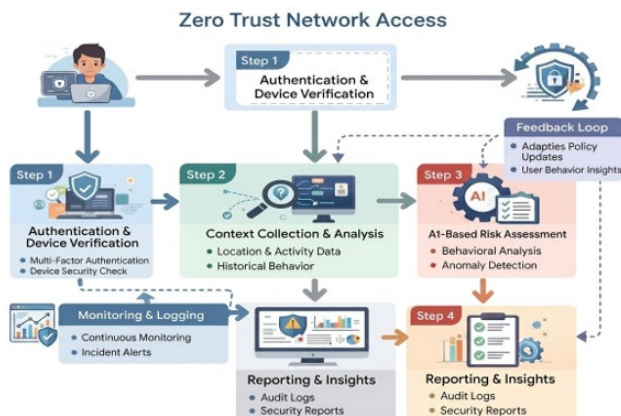 Zero Trust Network Access
Step 1
Authentication &
Device Verification
Feedback Loop
Adapties Policy
Updates
User Behavior Insights
Step 1
Authentication &
Device Verification
Multi-Factor Authentication
Device Security Check
Step 2
Context Collection & Analysis
Location & Activity Data
Historical Behavior
Step 3
AI
A1-Based Risk Assessment
Behavioral Analysis
Anomaly Detection
Monitoring & Logging
Continuous Monitoring
Incident Alerts
Reporting & Insights
Audit Logs
Security Reports
Step 4
Reporting & Insights
Audit Logs
Security Reports